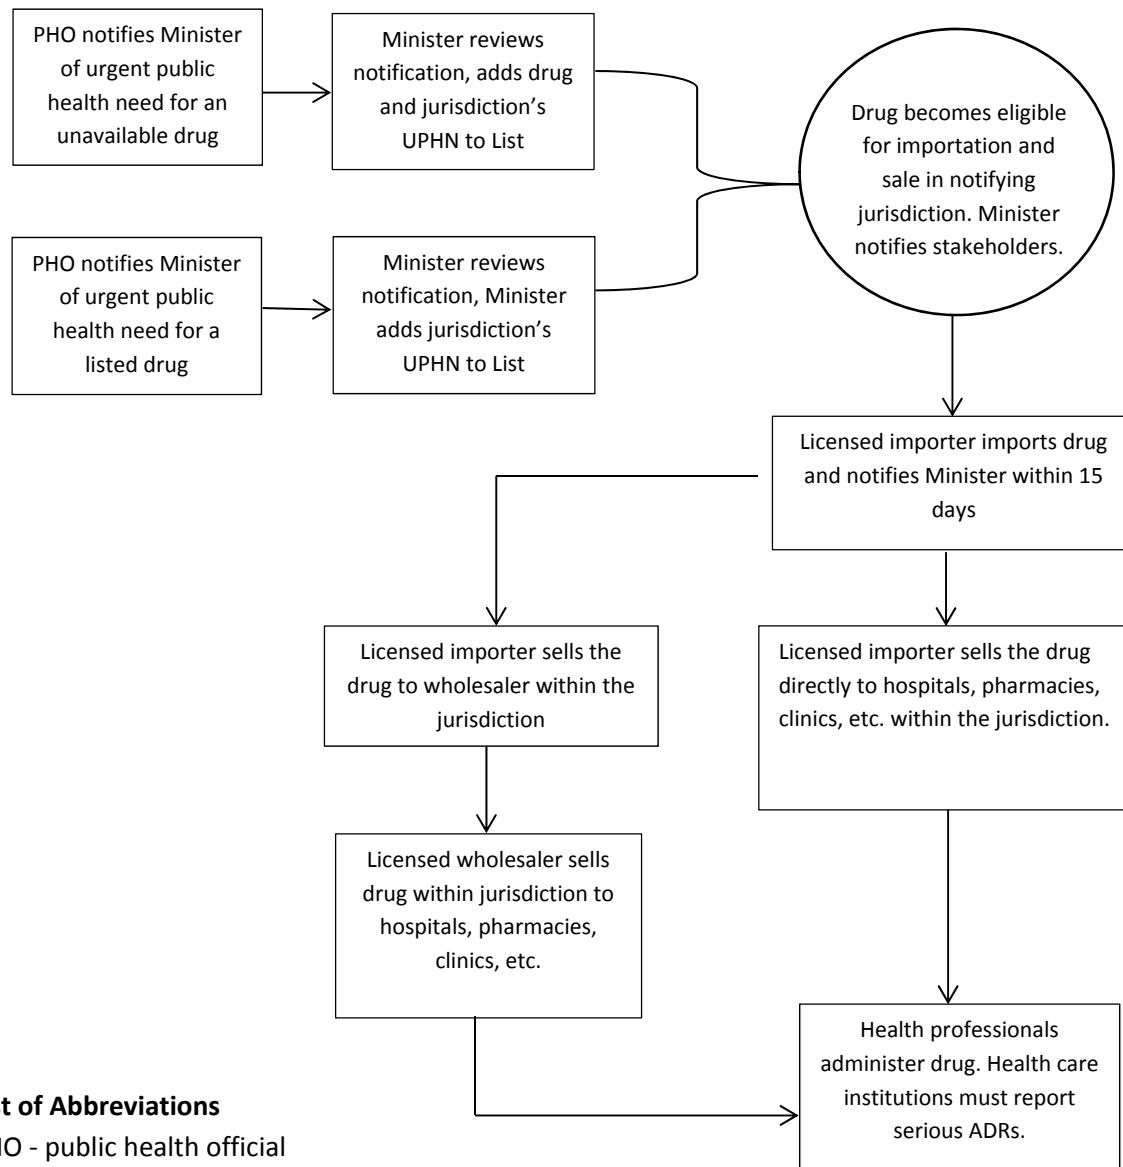 PHO notifies Minister
of urgent public
health need for an
unavailable drug
Minister reviews
notification, adds drug
and jurisdiction’s
UPHN to List
Drug becomes eligible
for importation and
sale in notifying
jurisdiction. Minister
notifies stakeholders.
PHO notifies Minister
of urgent public
health need for a
listed drug
Minister reviews
notification, Minister
adds jurisdiction’s
UPHN to List
Licensed importer imports drug
and notifies Minister within 15
days
Licensed importer sells the
drug to wholesaler within the
jurisdiction
Licensed importer sells the drug
directly to hospitals, pharmacies,
clinics, etc. within the jurisdiction.
Licensed wholesaler sells
drug within jurisdiction to
hospitals, pharmacies,
clinics, etc.
Health professionals
administer drug. Health care
institutions must report
serious ADRs.
of Abbreviations
- public health official